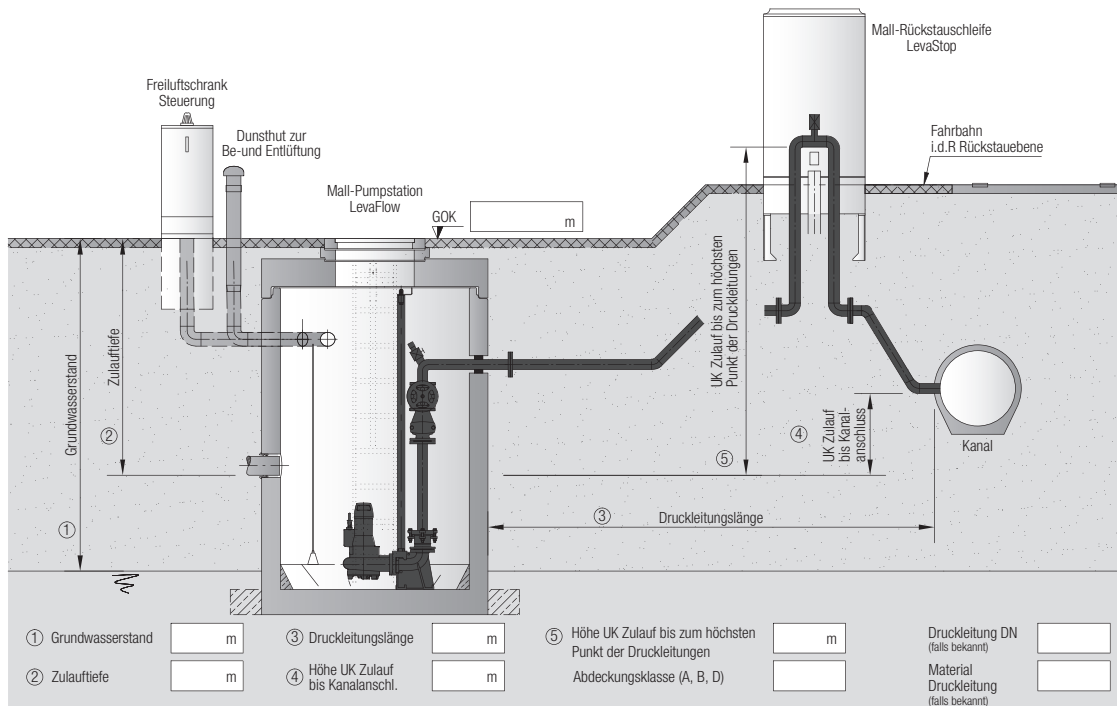 Mall-Rückstauschleife
LevaStop
Freiluftschrank
Steuerung
Dunsthut zur
Be-und Entlüftung
Fahrbahn
i.d.R Rückstauebene
Mall-Pumpstation
LevaFlow
GOK
m
Grundwasserstand
①
Zulauftiefe
②
UK Zulauf bis zum höchsten
Punkt der Druckleitungen
⑤
④
UK Zulauf
bis Kanal-
anschluss
Kanal
③
Druckleitungslänge
① Grundwasserstand m
② Zulauftiefe m
③ Druckleitungslänge m
④ Höhe UK Zulauf
bis Kanalanschl. m
⑤ Höhe UK Zulauf bis zum höchsten m
Punkt der Druckleitungen
Abdeckungsklasse (A, B, D)
Druckleitung DN
(falls bekannt)
Material
Druckleitung
(falls bekannt)